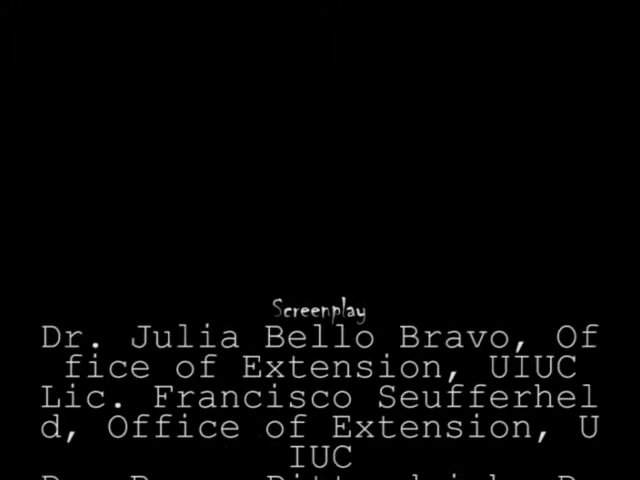 Screenplay
Dr. Julia Bello Bravo, Of
fice of Extension, UIUC
Lic. Francisco Seufferhel
d, Office of Extension, U
IUC